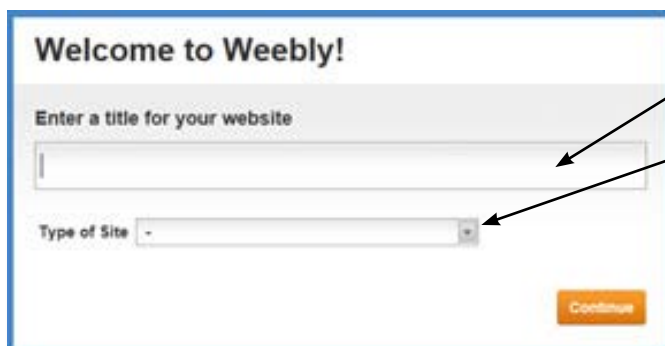 Welcome to Weebly!
Enter a title for your website
Type of Site -
Continue